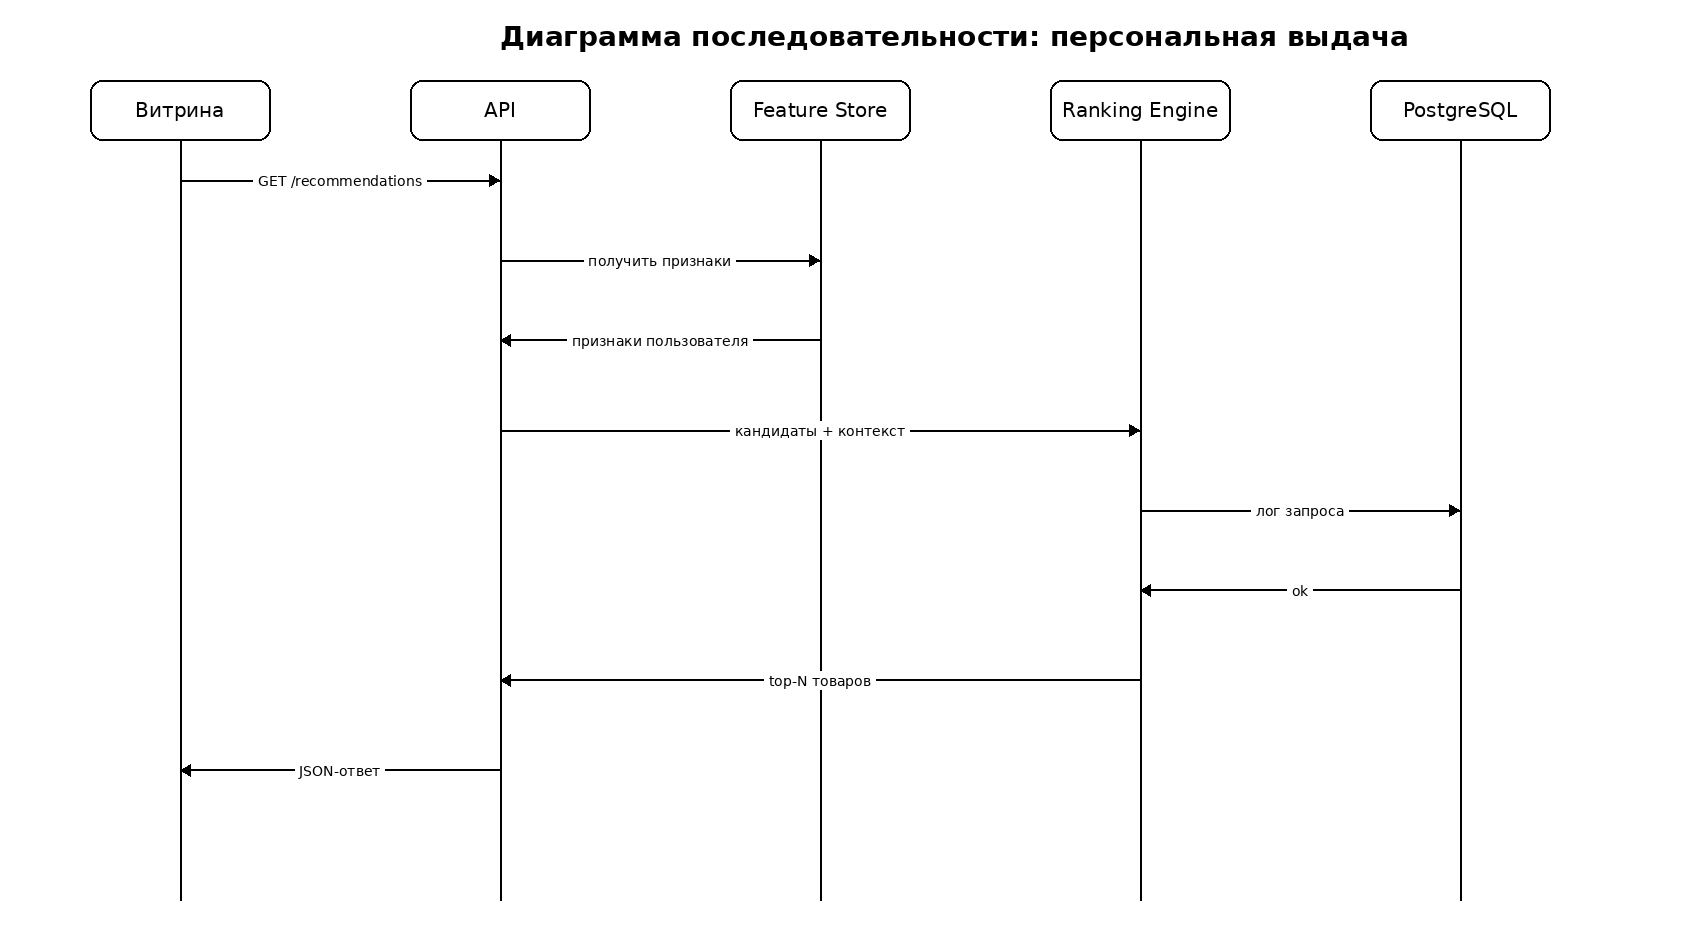 Диаграмма последовательности: персональная выдача
Витрина
API
Feature Store
Ranking Engine
PostgreSQL
GET /recommendations
получить признаки
признаки пользователя
кандидаты + контекст
лог запроса
ok
top-N товаров
JSON-ответ